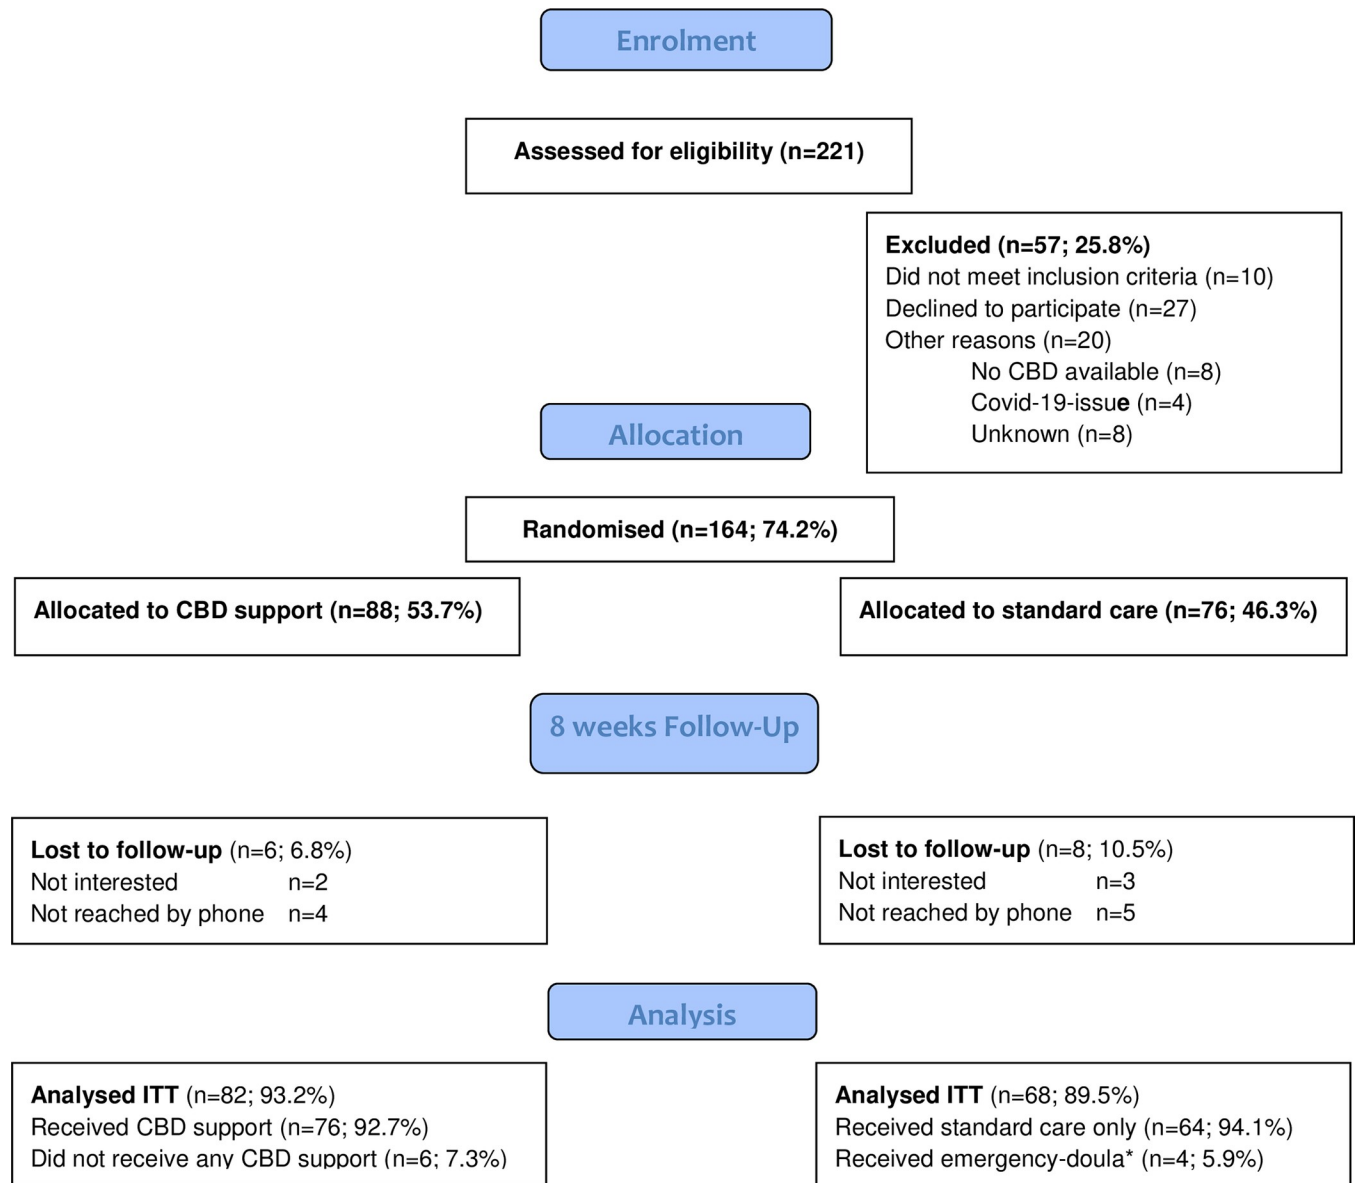 Enrolment
Assessed for eligibility (n=221)
Excluded (n=57; 25.8%)
Did not meet inclusion criteria (n=10)
Declined to participate (n=27)
Other reasons (n=20)
No CBD available (n=8)
Covid-19-issue (n=4)
Unknown (n=8)
Allocation
Randomised (n=164; 74.2%)
Allocated to CBD support (n=88; 53.7%)
Allocated to standard care (n=76; 46.3%)
8 weeks Follow-Up
Lost to follow-up (n=6; 6.8%)
Not interested n=2
Not reached by phone n=4
Lost to follow-up (n=8; 10.5%)
Not interested n=3
Not reached by phone n=5
Analysis
Analysed ITT (n=82; 93.2%)
Received CBD support (n=76; 92.7%)
Did not receive any CBD support (n=6; 7.3%)
Analysed ITT (n=68; 89.5%)
Received standard care only (n=64; 94.1%)
Received emergency-doula* (n=4; 5.9%)